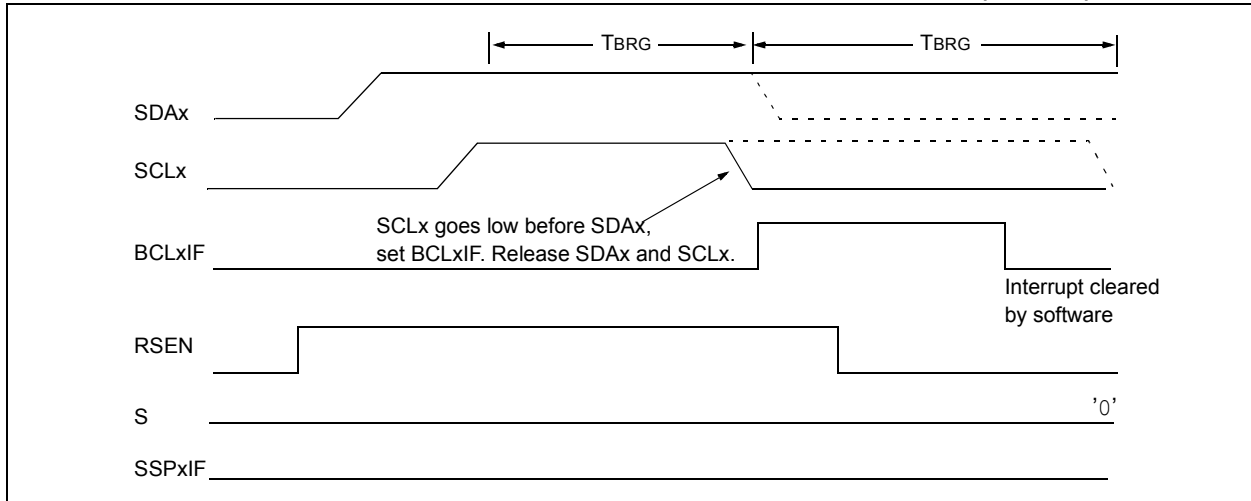 TBRG TBRG
SDAx
SCLx
SCLx goes low before SDAx,
set BCLxIF. Release SDAx and SCLx.
BCLxIF
Interrupt cleared
by software
RSEN
S
'0'
SSPxIF